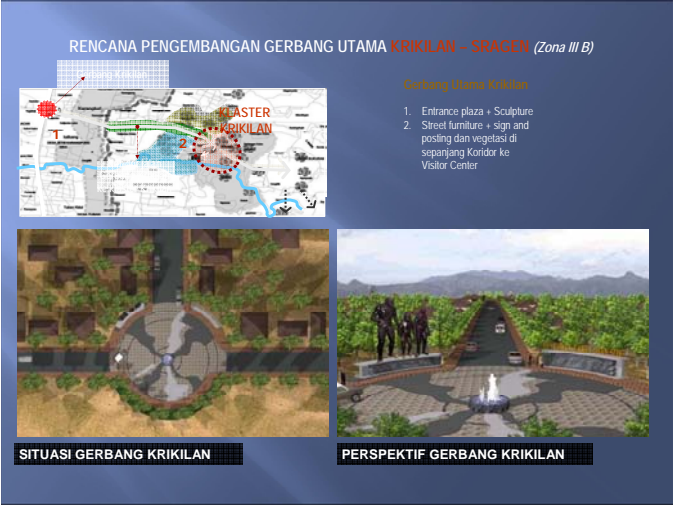 RENCANA PENGEMBANGAN GERBANG UTAMA KRIKILAN – SRAGEN (Zona III B)
Gerbang Utama Krikilan
1. Entrance plaza + Sculpture
2. Street furniture + sign and
posting dan vegetasi di
sepanjang Koridor ke
Visitor Center
KLASTER
KRIKILAN
1
2
SITUASI GERBANG KRIKILAN
PERSPEKTIF GERBANG KRIKILAN